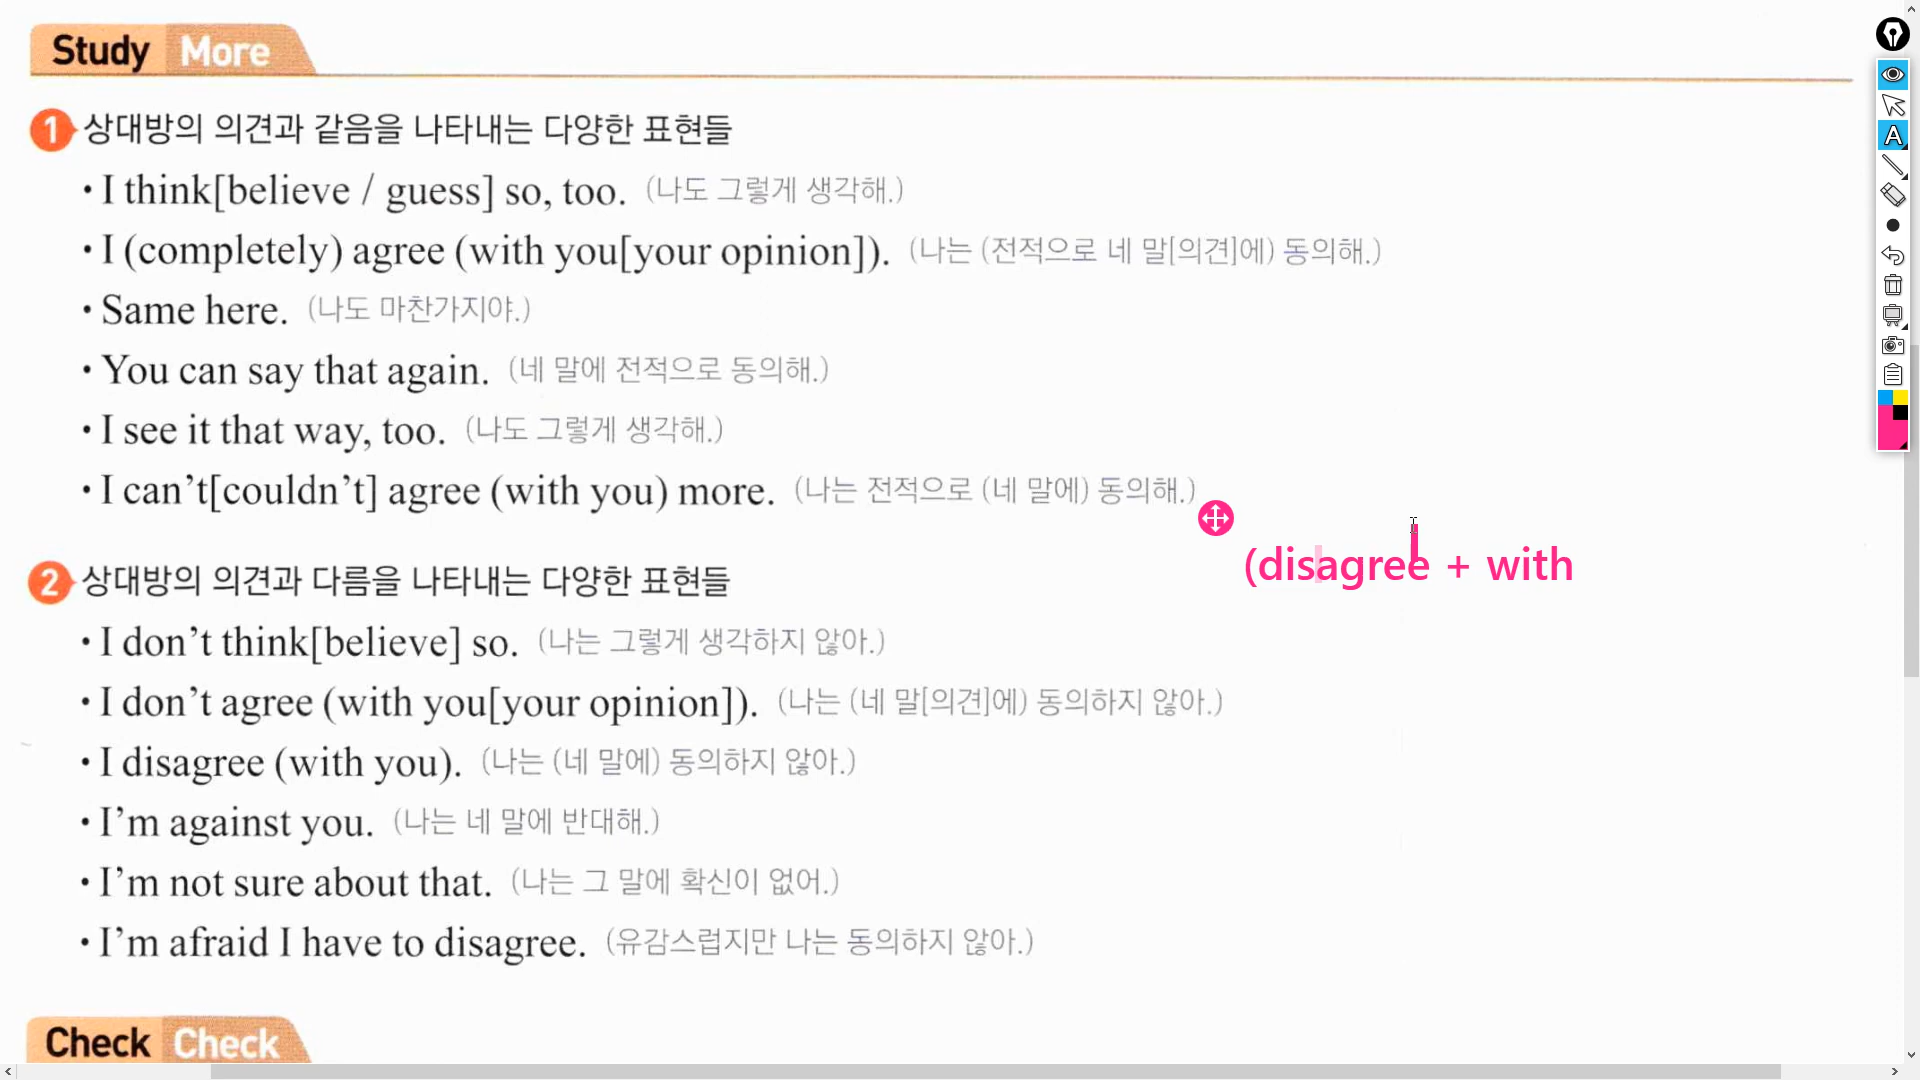 Study More
1 상대방의 의견과 같음을 나타내는 다양한 표현들
• I think[believe / guess] so, too. (나도 그렇게 생각해.)
• I (completely) agree (with you[your opinion]). (나는 (전적으로 네 말[의견]에) 동의해.)
• Same here. (나도 마찬가지야.)
• You can say that again. (네 말에 전적으로 동의해.)
• I see it that way, too. (나도 그렇게 생각해.)
• I can't[couldn't] agree (with you) more. (나는 전적으로 (네 말에) 동의해.)
(disagree + with
2 상대방의 의견과 다름을 나타내는 다양한 표현들
• I don't think[believe] so. (나는 그렇게 생각하지 않아.)
• I don't agree (with you[your opinion]). (나는 (네 말[의견]에) 동의하지 않아.)
• I disagree (with you). (나는 (네 말에) 동의하지 않아.)
• I'm against you. (나는 네 말에 반대해.)
• I'm not sure about that. (나는 그 말에 확신이 없어.)
• I'm afraid I have to disagree. (유감스럽지만 나는 동의하지 않아.)
Check Check
A